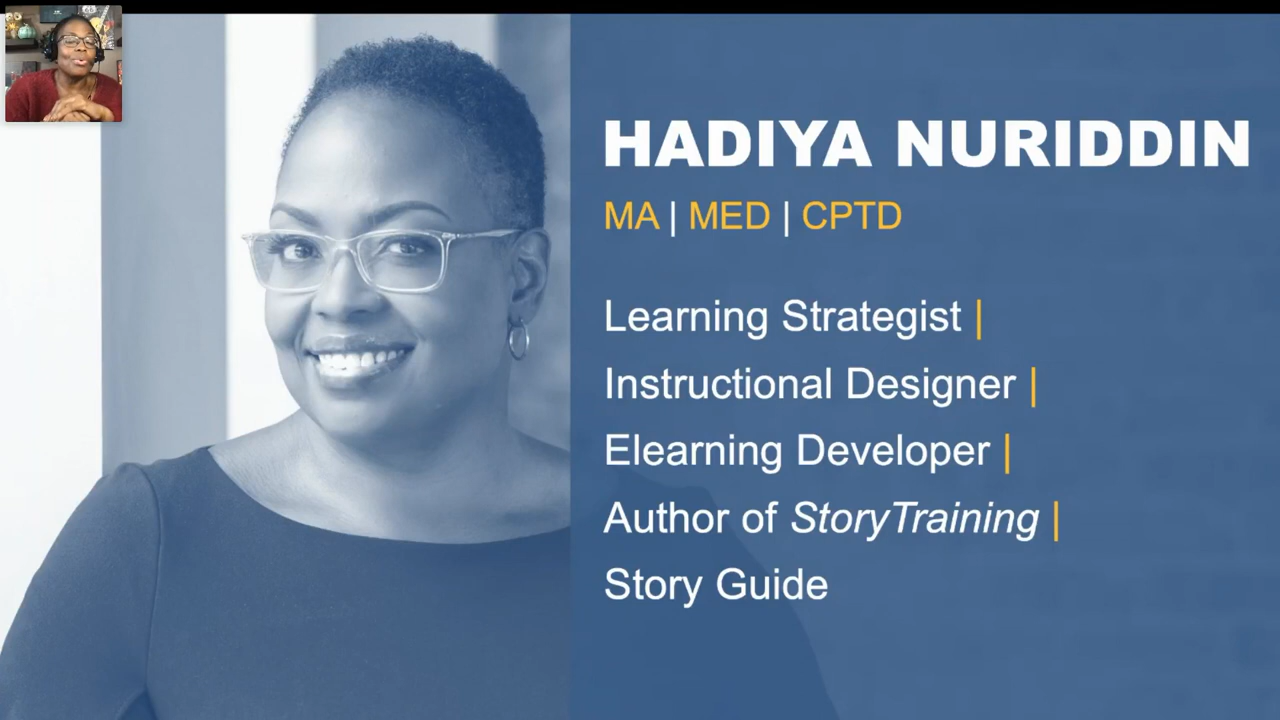 HADIYA NURIDDIN
MA | MED | CPTD
Learning Strategist |
Instructional Designer |
Elearning Developer |
Author of StoryTraining |
Story Guide